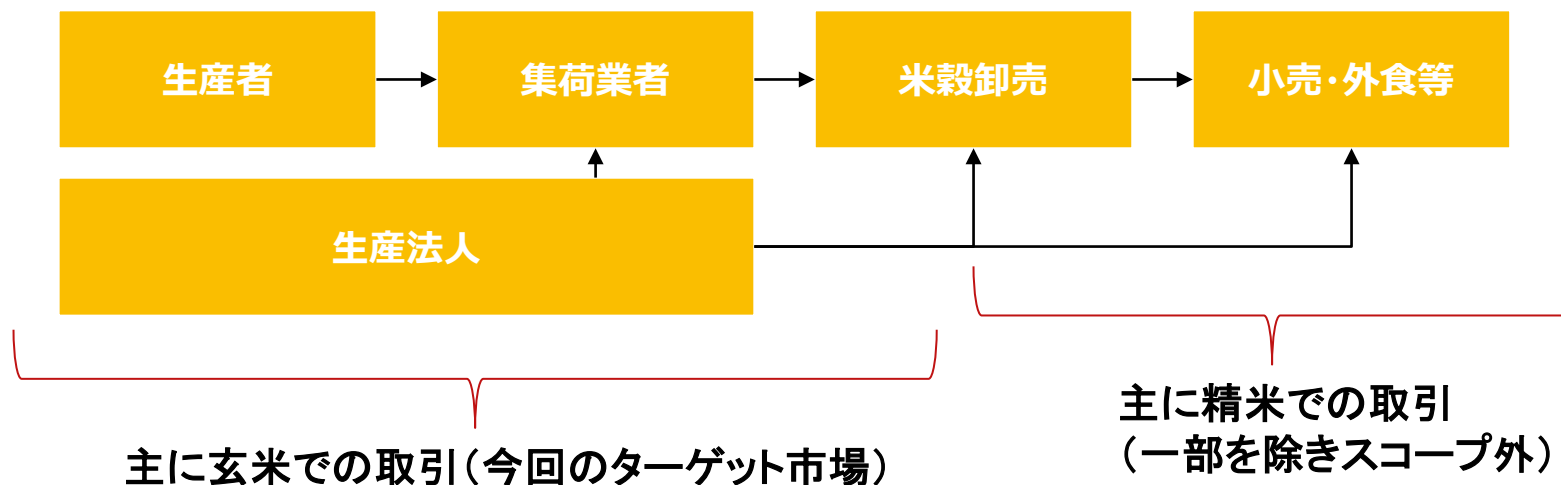 生産者
集荷業者
米穀卸売
小売・外食等
生産法人
主に精米での取引
（一部を除きスコープ外）
主に玄米での取引（今回のターゲット市場）